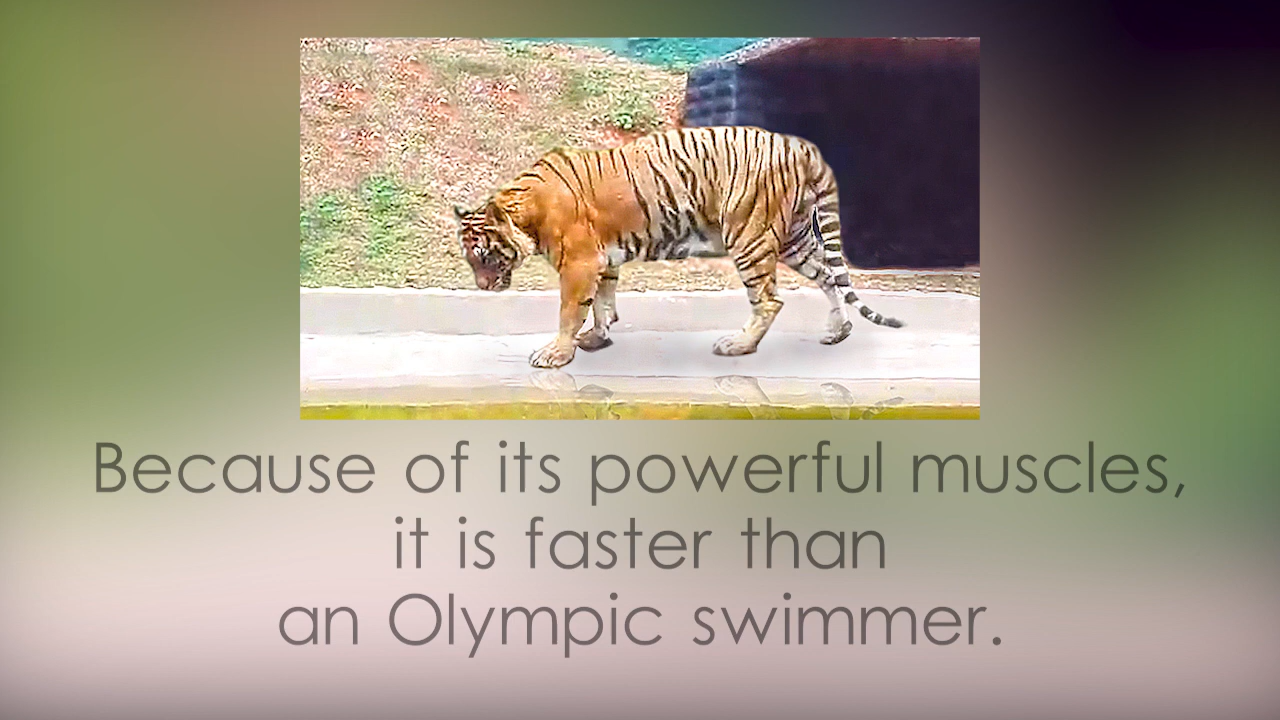 Because of its powerful muscles,
it is faster than
an Olympic swimmer.